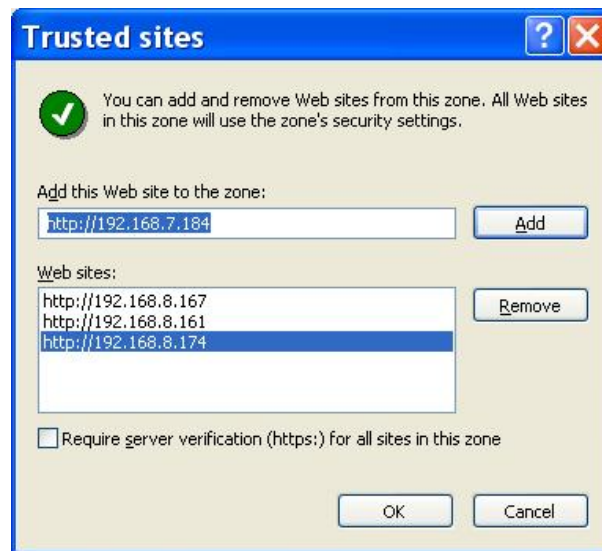 Trusted sites
You can add and remove Web sites from this zone. All Web sites
in this zone will use the zone's security settings.
Add this Web site to the zone:
http://192.168.7.184
Add
Web sites:
http://192.168.8.167
http://192.168.8.161
http://192.168.8.174
Remove
Require server verification (https:) for all sites in this zone
OK
Cancel